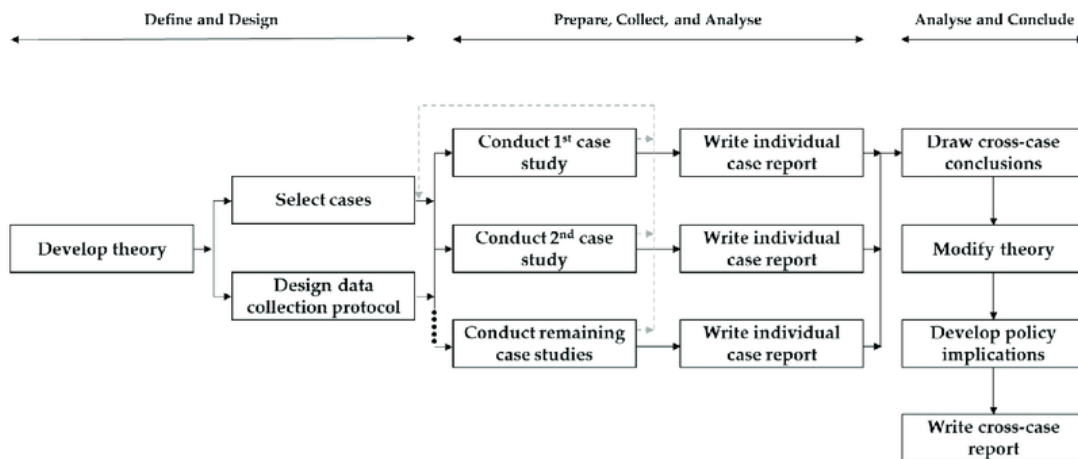 Define and Design
Prepare, Collect, and Analyse
Analyse and Conclude
Develop theory
Select cases
Design data
collection protocol
Conduct 1st case
study
Write individual
case report
Conduct 2nd case
study
Write individual
case report
Conduct remaining
case studies
Write individual
case report
Draw cross-case
conclusions
Modify theory
Develop policy
implications
Write cross-case
report